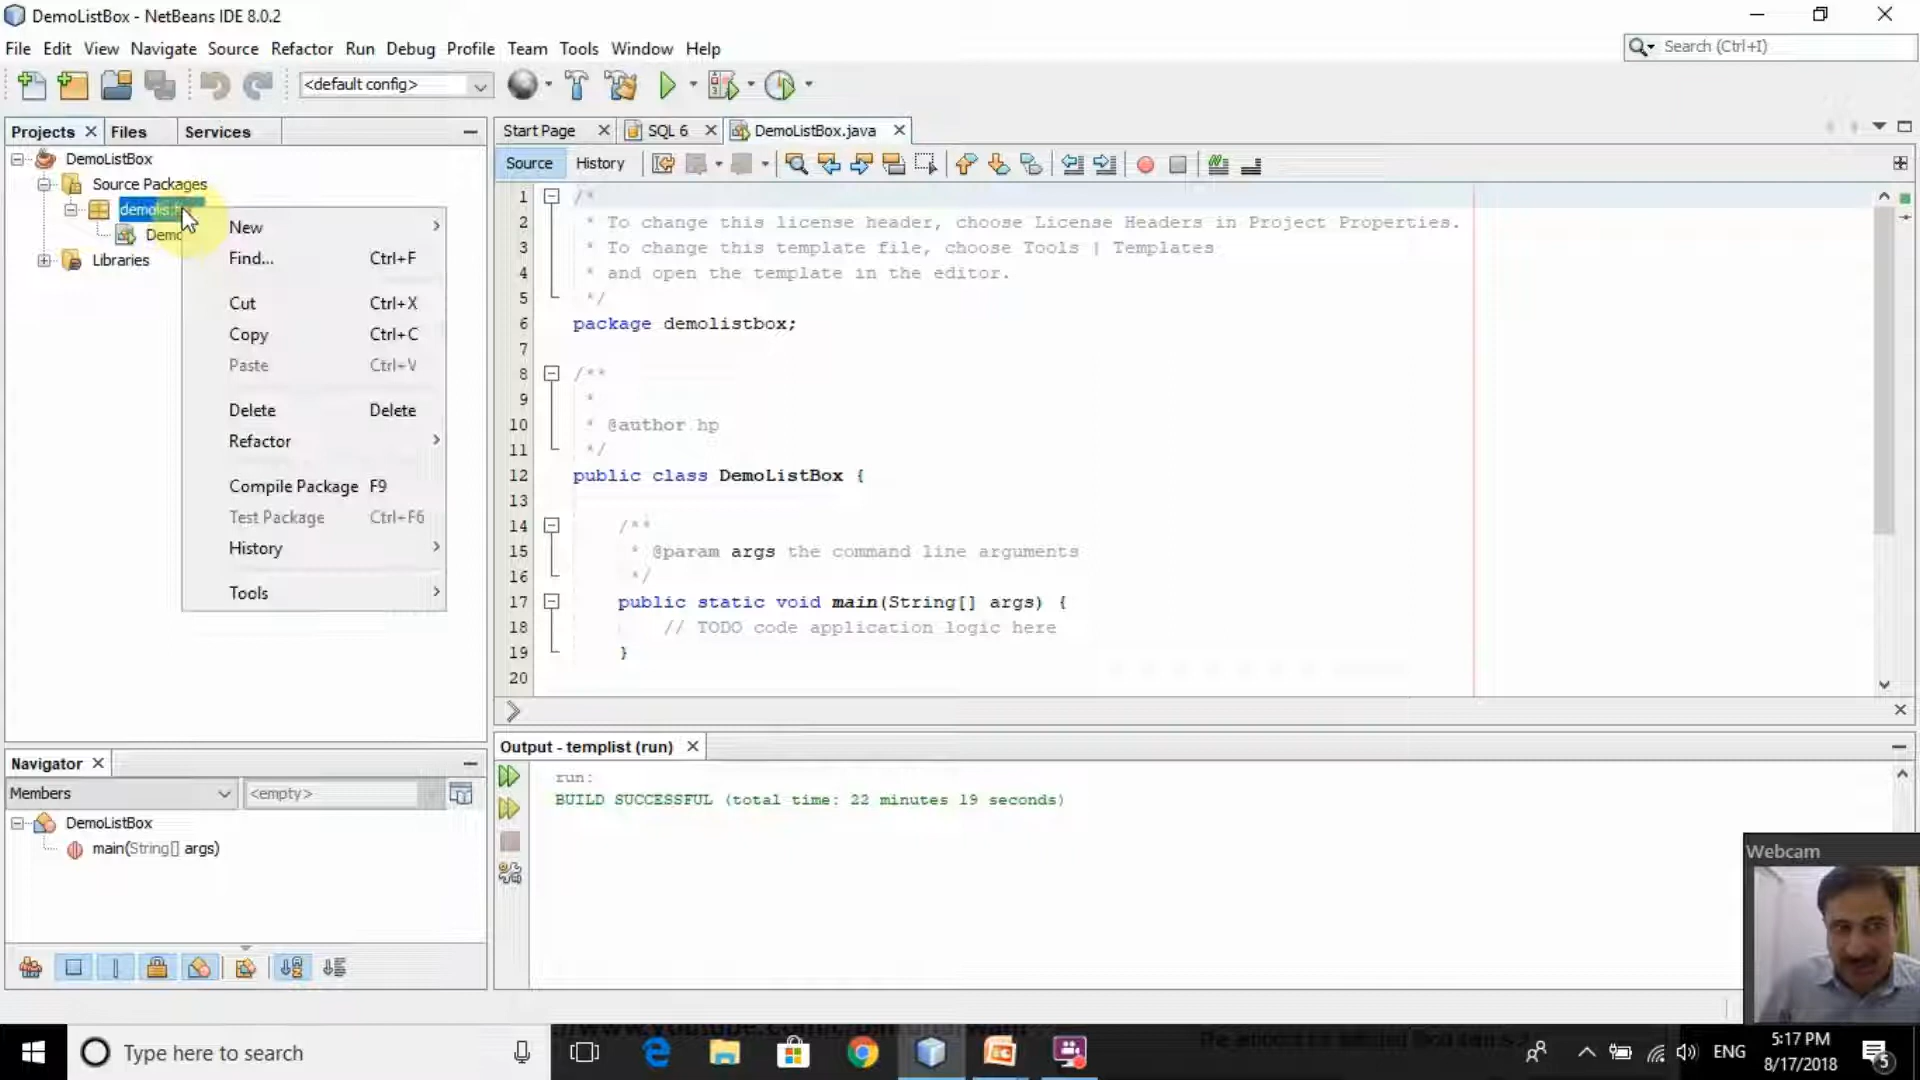 DemoListBox - NetBeans IDE 8.0.2
File Edit View Navigate Source Refactor Run Debug Profile Team Tools Window Help
Search (Ctrl+I)
<default config>
Projects Files Services
DemoListBox
Source Packages
Libraries
New
Find... Ctrl+F
Cut Ctrl+X
Copy Ctrl+C
Paste Ctrl+V
Delete Delete
Refactor
Compile Package F9
Test Package Ctrl+F6
History
Tools
Start Page SQL 6 DemoListBox.java
Source History
1 /*
2 * To change this license header, choose License Headers in Project Properties.
3 * To change this template file, choose Tools | Templates
4 * and open the template in the editor.
5 */
6 package demolistbox;
7
8 /**
9 *
10 * @author hp
11 */
12 public class DemoListBox {
13
14 /**
15 * @param args the command line arguments
16 */
17 public static void main(String[] args) {
18 // TODO code application logic here
19 }
20
Navigator
Members <empty>
DemoListBox
main(String[] args)
Output - templist (run)
run:
BUILD SUCCESSFUL (total time: 22 minutes 19 seconds)
Webcam
Type here to search
ENG
5:17 PM
8/17/2018
5